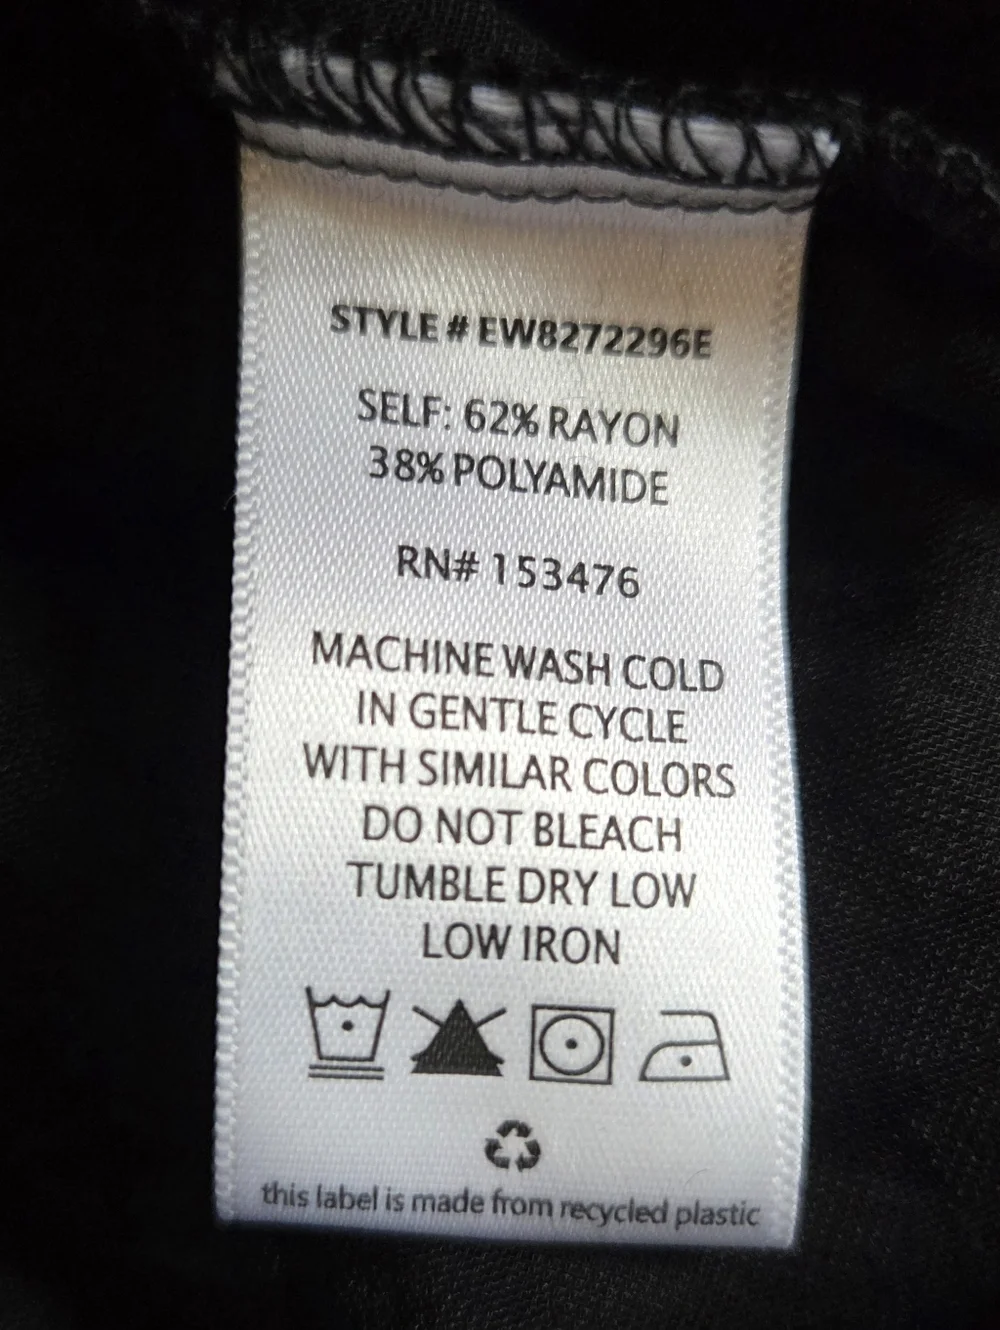 STYLE # EW8272296E
SELF: 62% RAYON
38% POLYAMIDE
RN# 153476
MACHINE WASH COLD
IN GENTLE CYCLE
WITH SIMILAR COLORS
DO NOT BLEACH
TUMBLE DRY LOW
LOW IRON
this label is made from recycled plastic